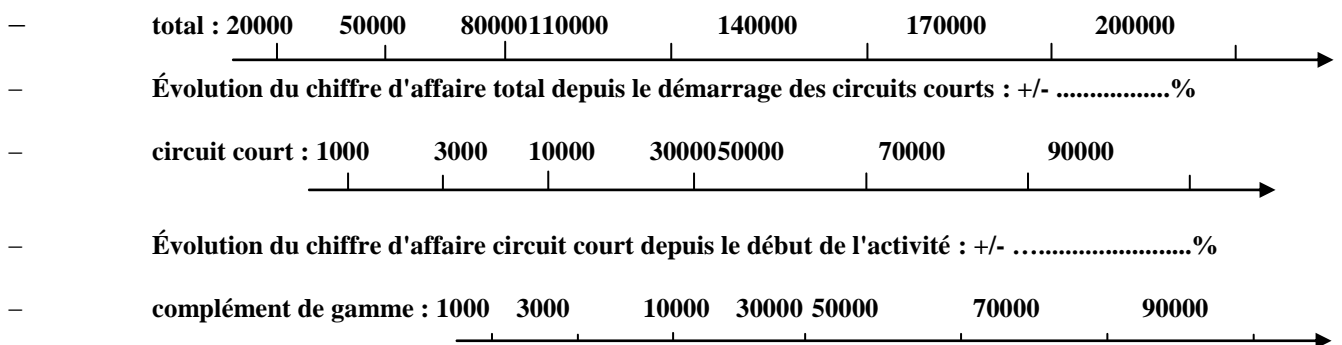 – total : 20000 50000 80000110000 140000 170000 200000
– Évolution du chiffre d'affaire total depuis le démarrage des circuits courts : +/- .................%
– circuit court : 1000 3000 10000 3000050000 70000 90000
– Évolution du chiffre d'affaire circuit court depuis le début de l'activité : +/- ….......................%
– complément de gamme : 1000 3000 10000 30000 50000 70000 90000